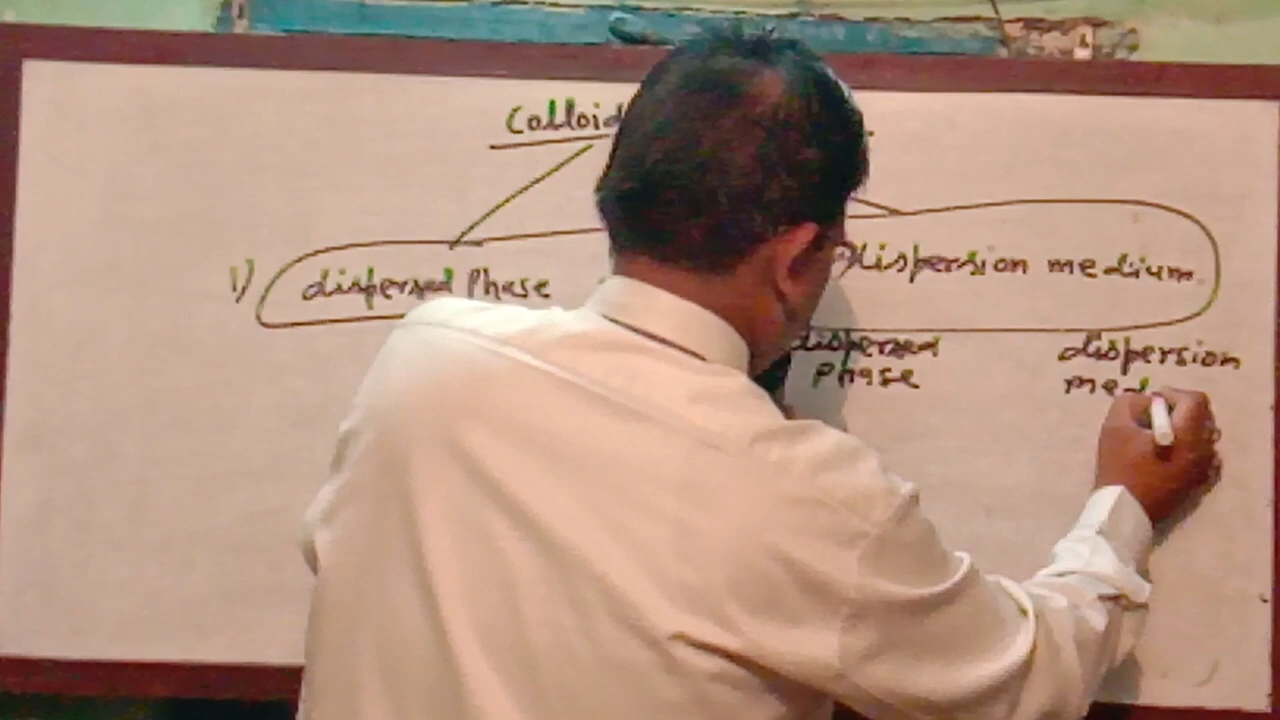 Colloid
1) dispersed Phase
dispersion medium
dispersed
phase
dispersion
med